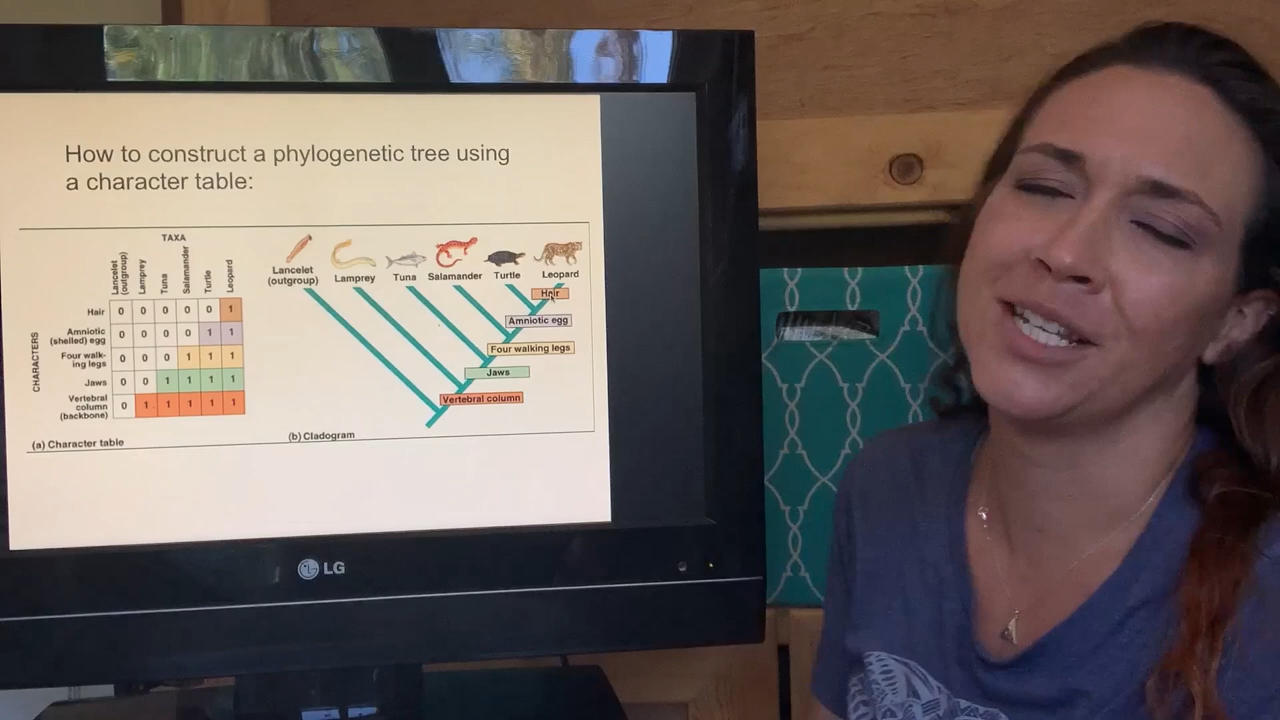 How to construct a phylogenetic tree using
a character table:
TAXA
Lancelet
(outgroup)
Lamprey
Tuna
Salamander
Turtle
Leopard
CHARACTERS
Hair 0 0 0 0 0 1
Amniotic
(shelled) egg 0 0 0 0 1 1
Four walk-
ing legs 0 0 0 1 1 1
Jaws 0 0 1 1 1 1
Vertebral
column
(backbone) 0 1 1 1 1 1
(a) Character table
Lancelet
(outgroup)
Lamprey
Tuna
Salamander
Turtle
Leopard
Hair
Amniotic egg
Four walking legs
Jaws
Vertebral column
(b) Cladogram
LG